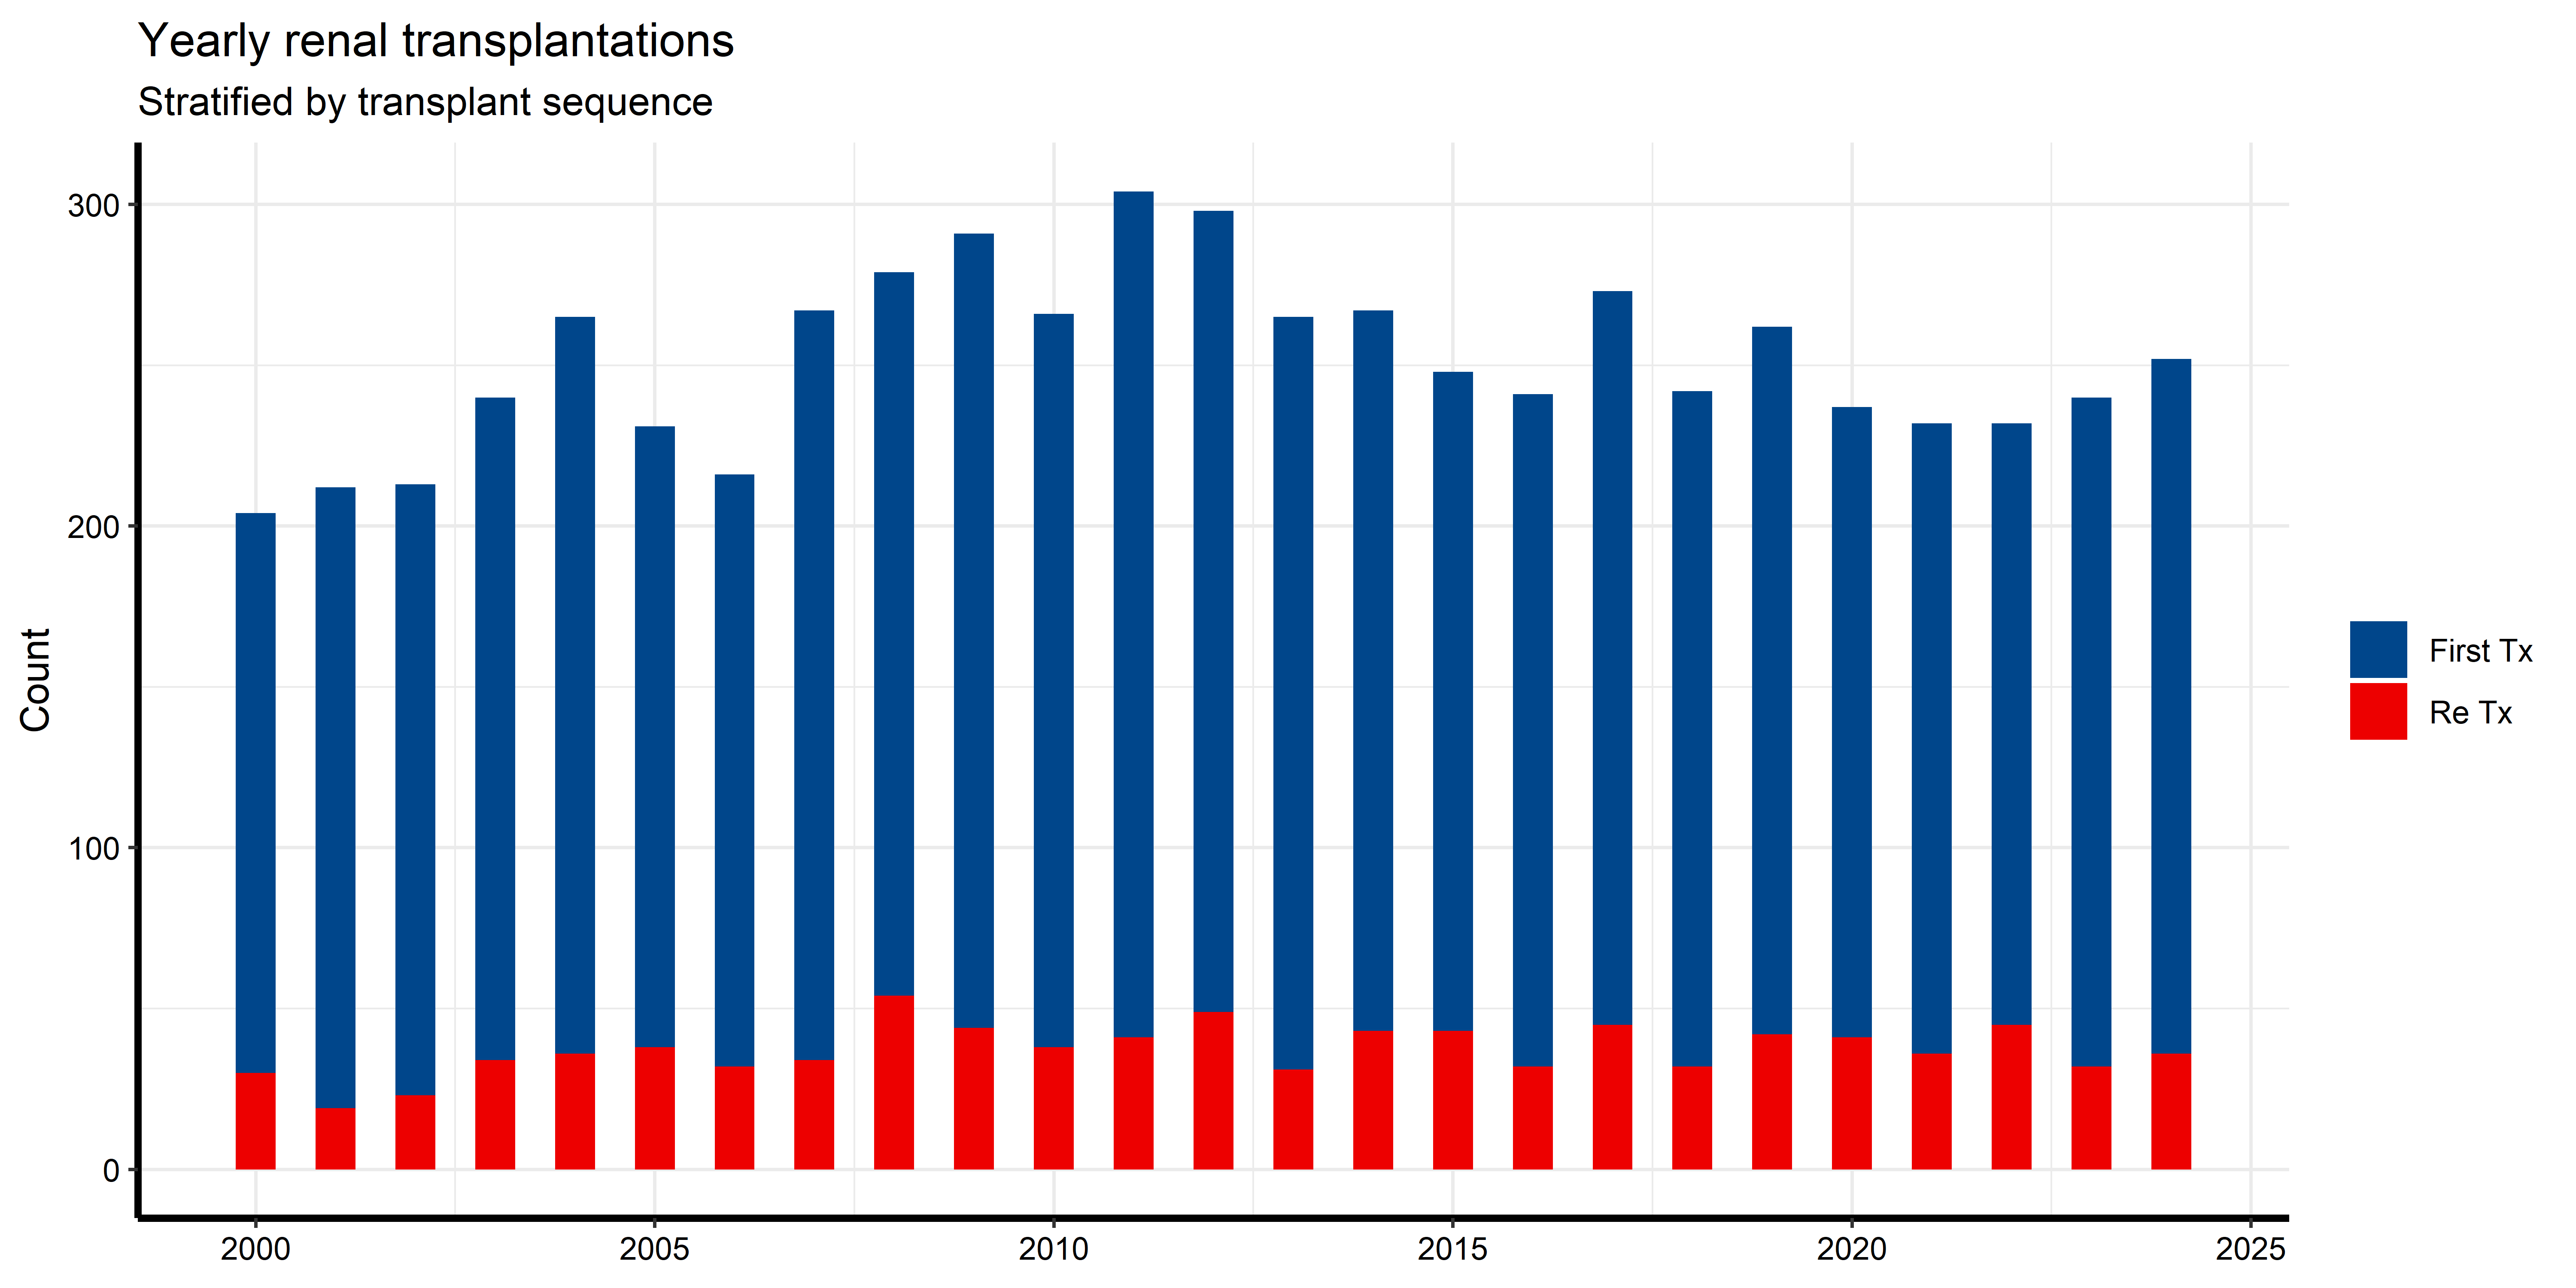 Yearly renal transplantations
Stratified by transplant sequence
Count
300
200
100
0
2000
2005
2010
2015
2020
2025
First Tx
Re Tx